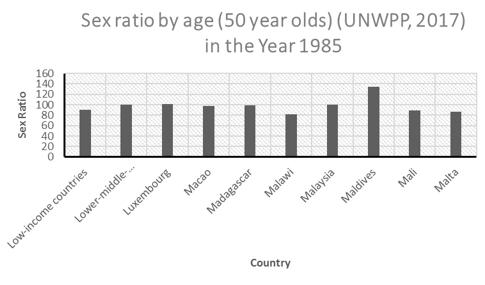 Sex ratio by age (50 year olds) (UNWPP, 2017)
in the Year 1985
160
140
120
100
80
60
40
20
0
Sex Ratio
Low-income countries
Lower-middle-...
Luxembourg
Macao
Madagascar
Malawi
Malaysia
Maldives
Mali
Malta
Country